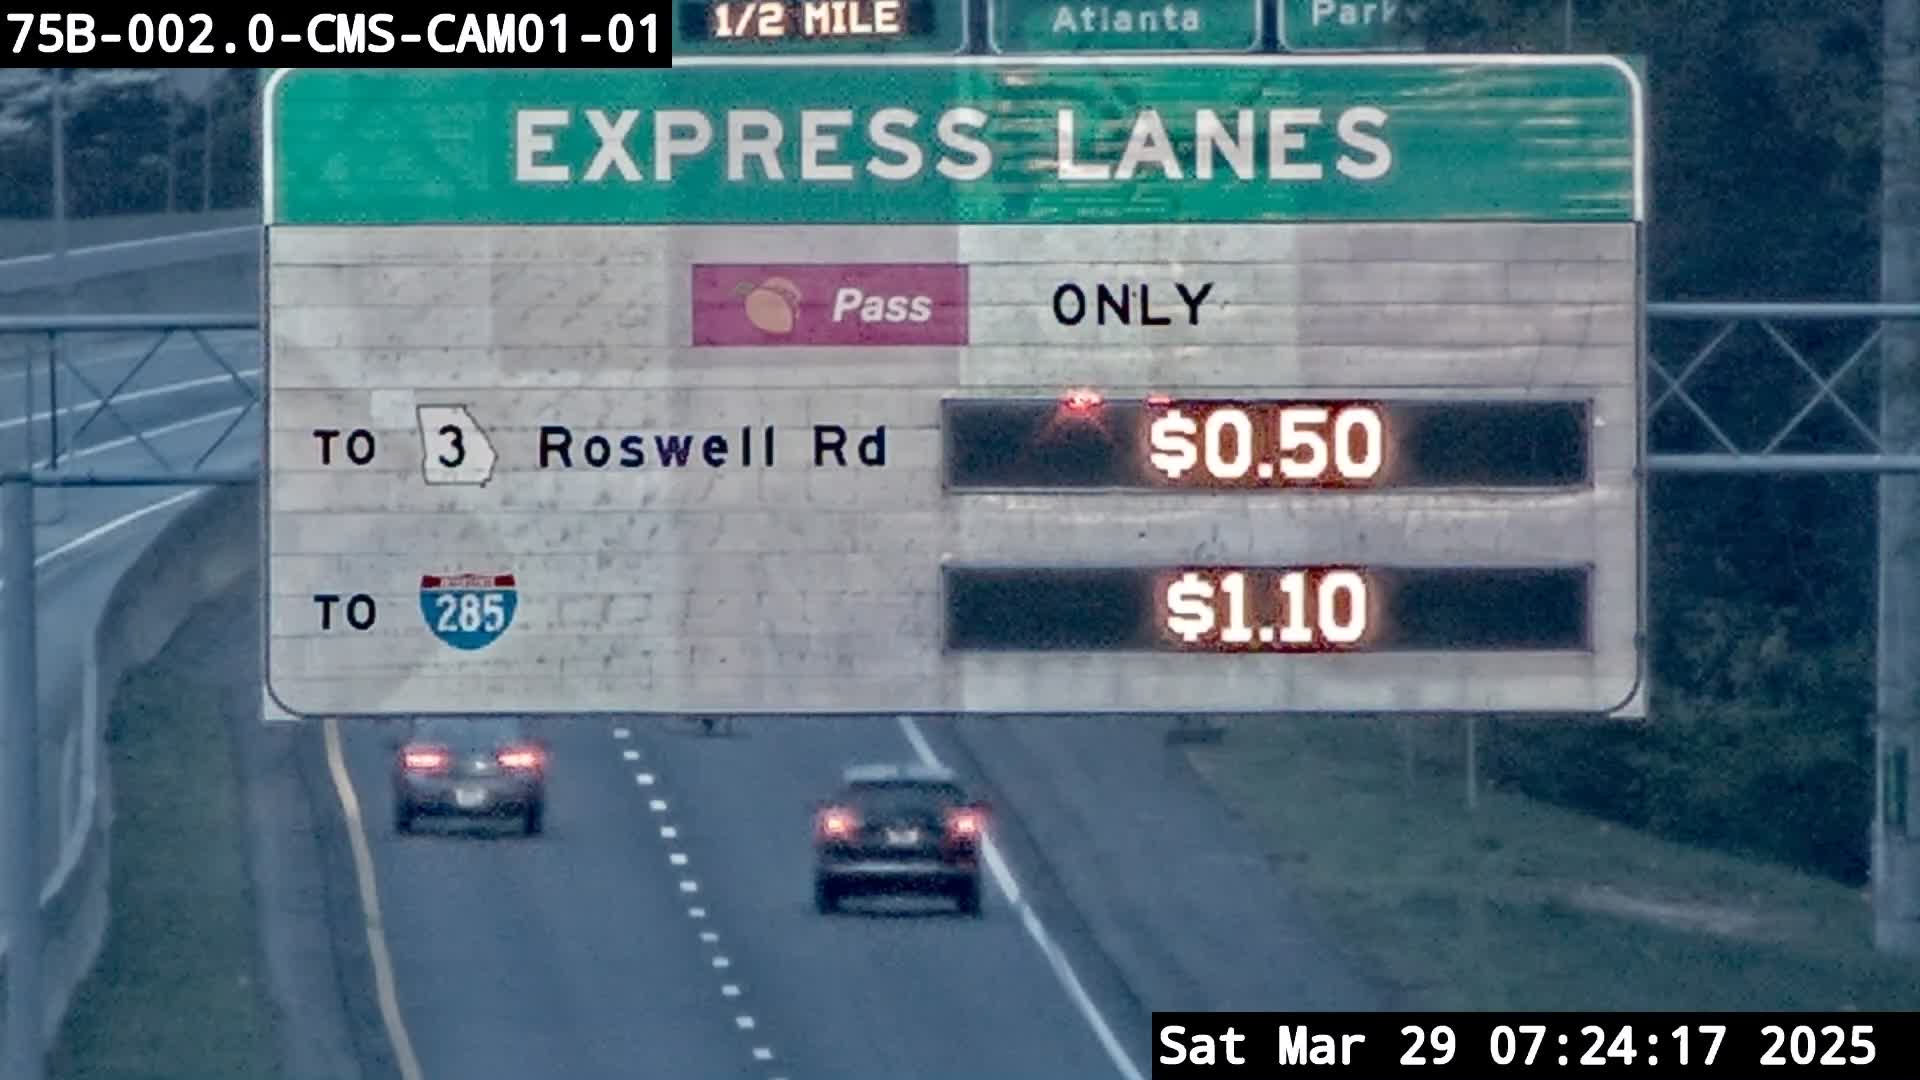 75B-002.0-CMS-CAM01-01
1/2 MILE
Atlanta
EXPRESS LANES
Pass ONLY
TO 3 Roswell Rd $0.50
TO 285 $1.10
Sat Mar 29 07:24:17 2025